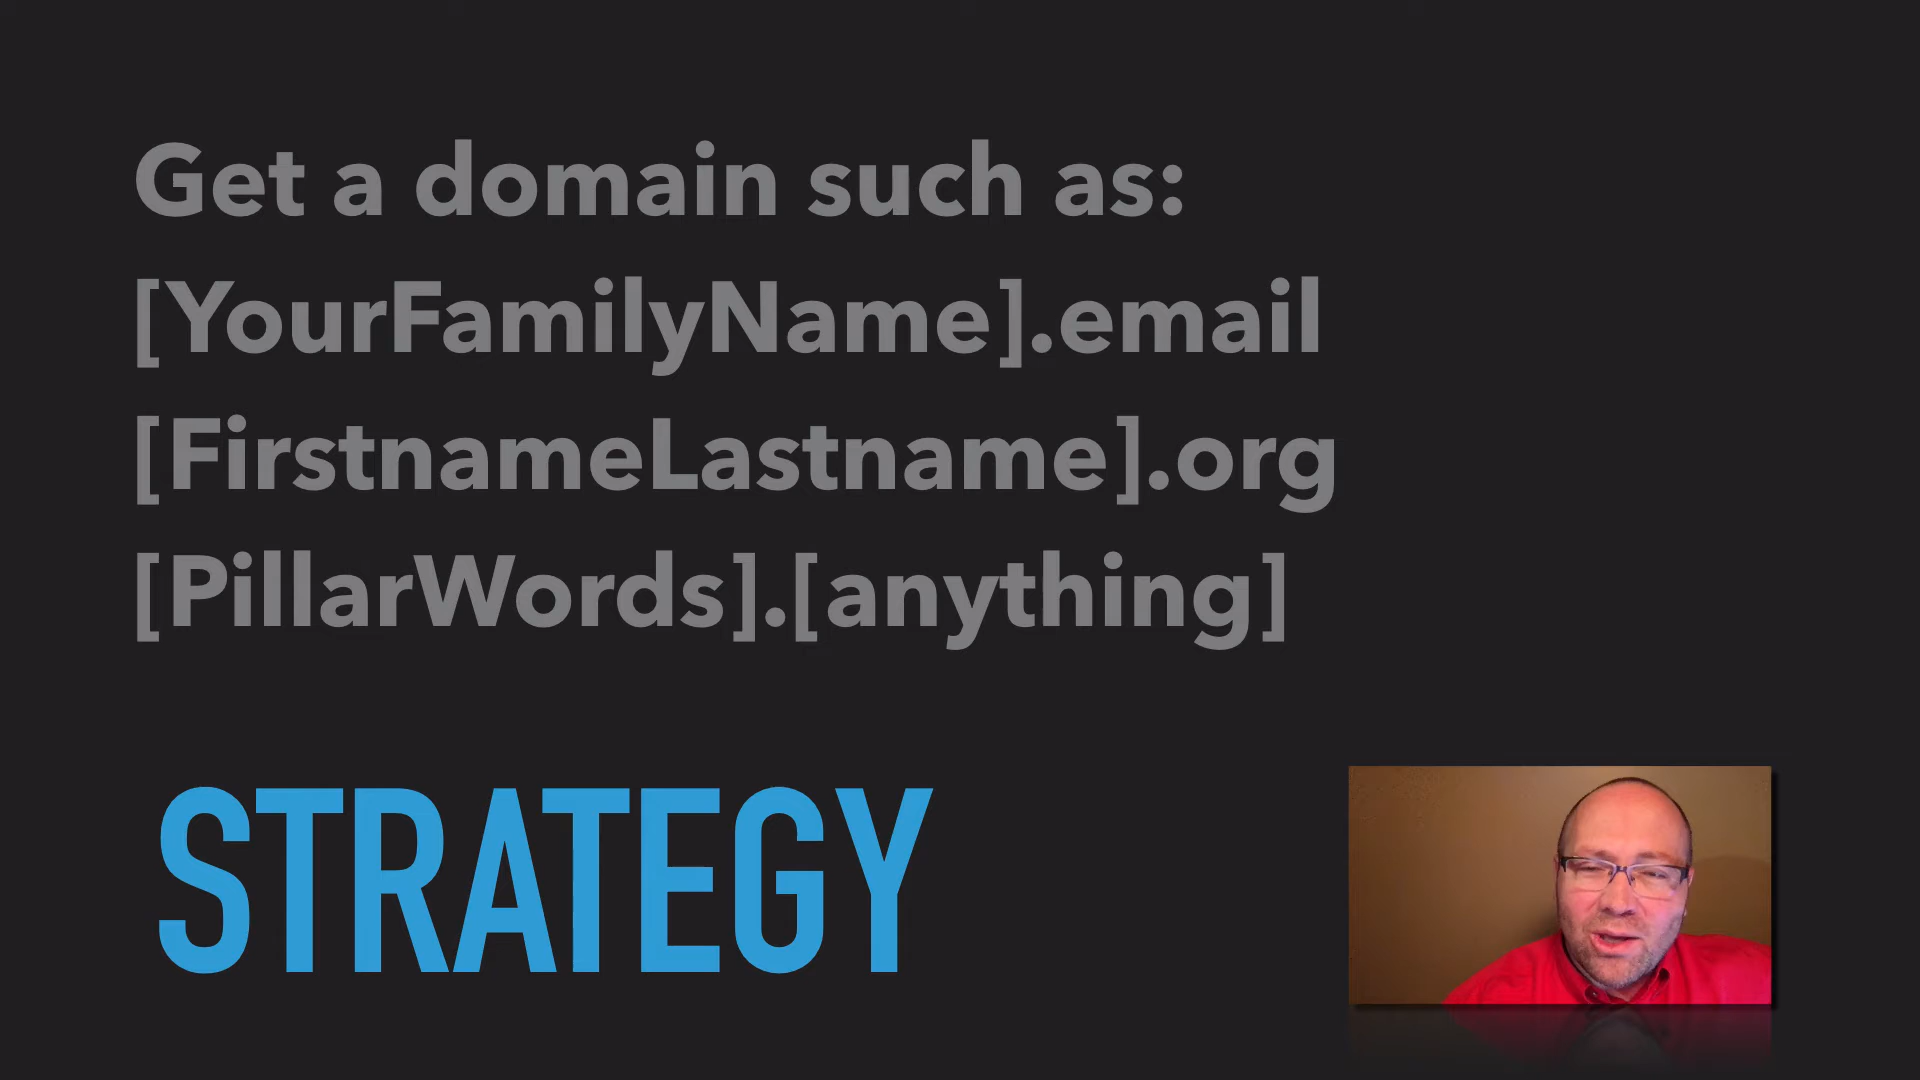 Get a domain such as:
[YourFamilyName].email
[FirstnameLastname].org
[PillarWords].[anything]
STRATEGY